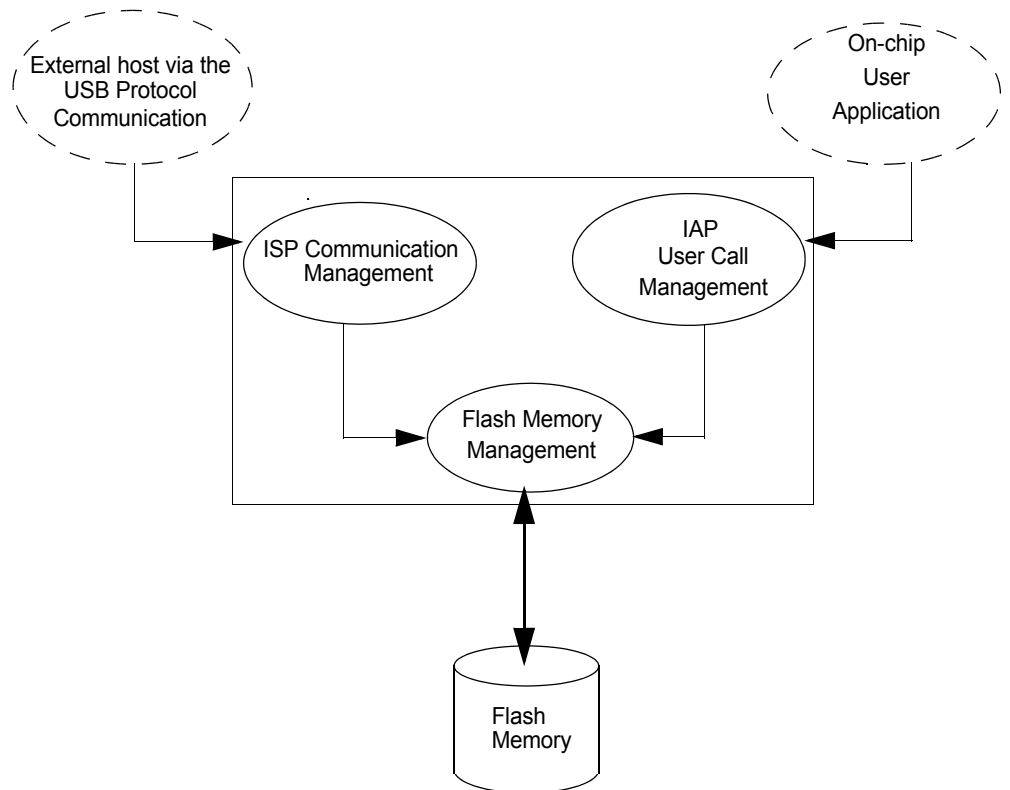 External host via the
USB Protocol
Communication
On-chip
User
Application
ISP Communication
Management
IAP
User Call
Management
Flash Memory
Management
Flash
Memory